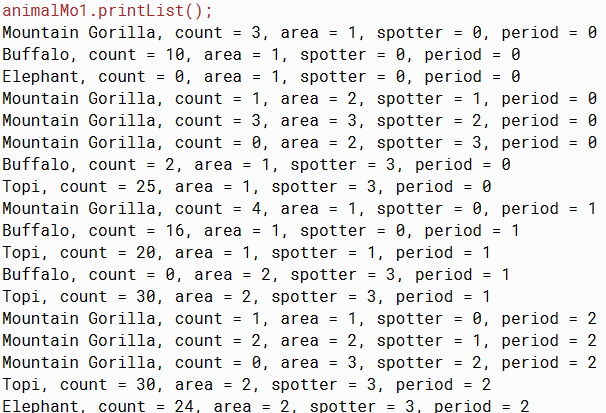 animalMo1.printList();
Mountain Gorilla, count = 3, area = 1, spotter = 0, period = 0
Buffalo, count = 10, area = 1, spotter = 0, period = 0
Elephant, count = 0, area = 1, spotter = 0, period = 0
Mountain Gorilla, count = 1, area = 2, spotter = 1, period = 0
Mountain Gorilla, count = 3, area = 3, spotter = 2, period = 0
Mountain Gorilla, count = 0, area = 2, spotter = 3, period = 0
Buffalo, count = 2, area = 1, spotter = 3, period = 0
Topi, count = 25, area = 1, spotter = 3, period = 0
Mountain Gorilla, count = 4, area = 1, spotter = 0, period = 1
Buffalo, count = 16, area = 1, spotter = 0, period = 1
Topi, count = 20, area = 1, spotter = 1, period = 1
Buffalo, count = 0, area = 2, spotter = 3, period = 1
Topi, count = 30, area = 2, spotter = 3, period = 1
Mountain Gorilla, count = 1, area = 1, spotter = 0, period = 2
Mountain Gorilla, count = 2, area = 2, spotter = 1, period = 2
Mountain Gorilla, count = 0, area = 3, spotter = 2, period = 2
Topi, count = 30, area = 2, spotter = 3, period = 2
Elephant, count = 24, area = 2, spotter = 3, period = 2